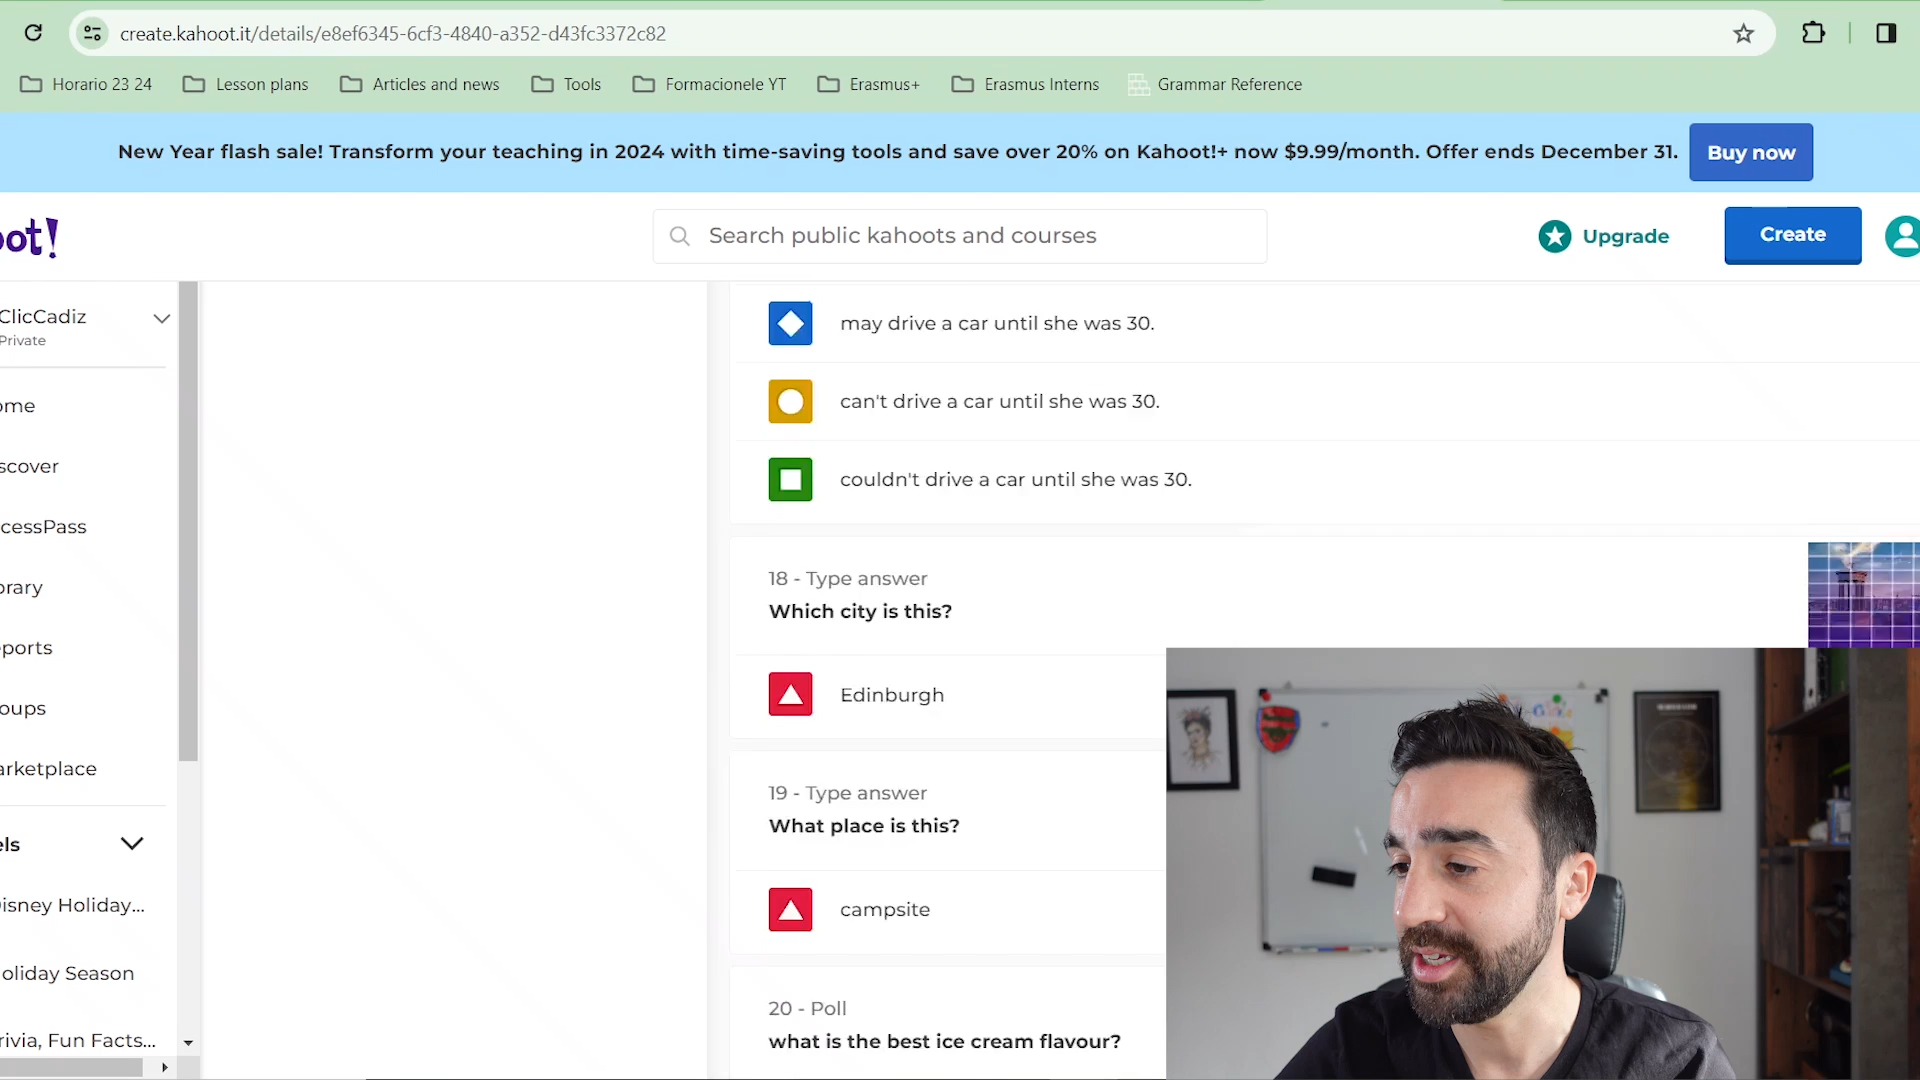 create.kahoot.it/details/e8ef6345-6cf3-4840-a352-d43fc3372c82
Horario 23 24
Lesson plans
Articles and news
Tools
Formacionele YT
Erasmus+
Erasmus Interns
Grammar Reference
New Year flash sale! Transform your teaching in 2024 with time-saving tools and save over 20% on Kahoot!+ now $9.99/month. Offer ends December 31.
Buy now
oot!
Search public kahoots and courses
Upgrade
Create
ClicCadiz
Private
ome
scover
cessPass
brary
eports
oups
arketplace
els
isney Holiday...
oliday Season
rivia, Fun Facts...
may drive a car until she was 30.
can't drive a car until she was 30.
couldn't drive a car until she was 30.
18 - Type answer
Which city is this?
Edinburgh
19 - Type answer
What place is this?
campsite
20 - Poll
what is the best ice cream flavour?